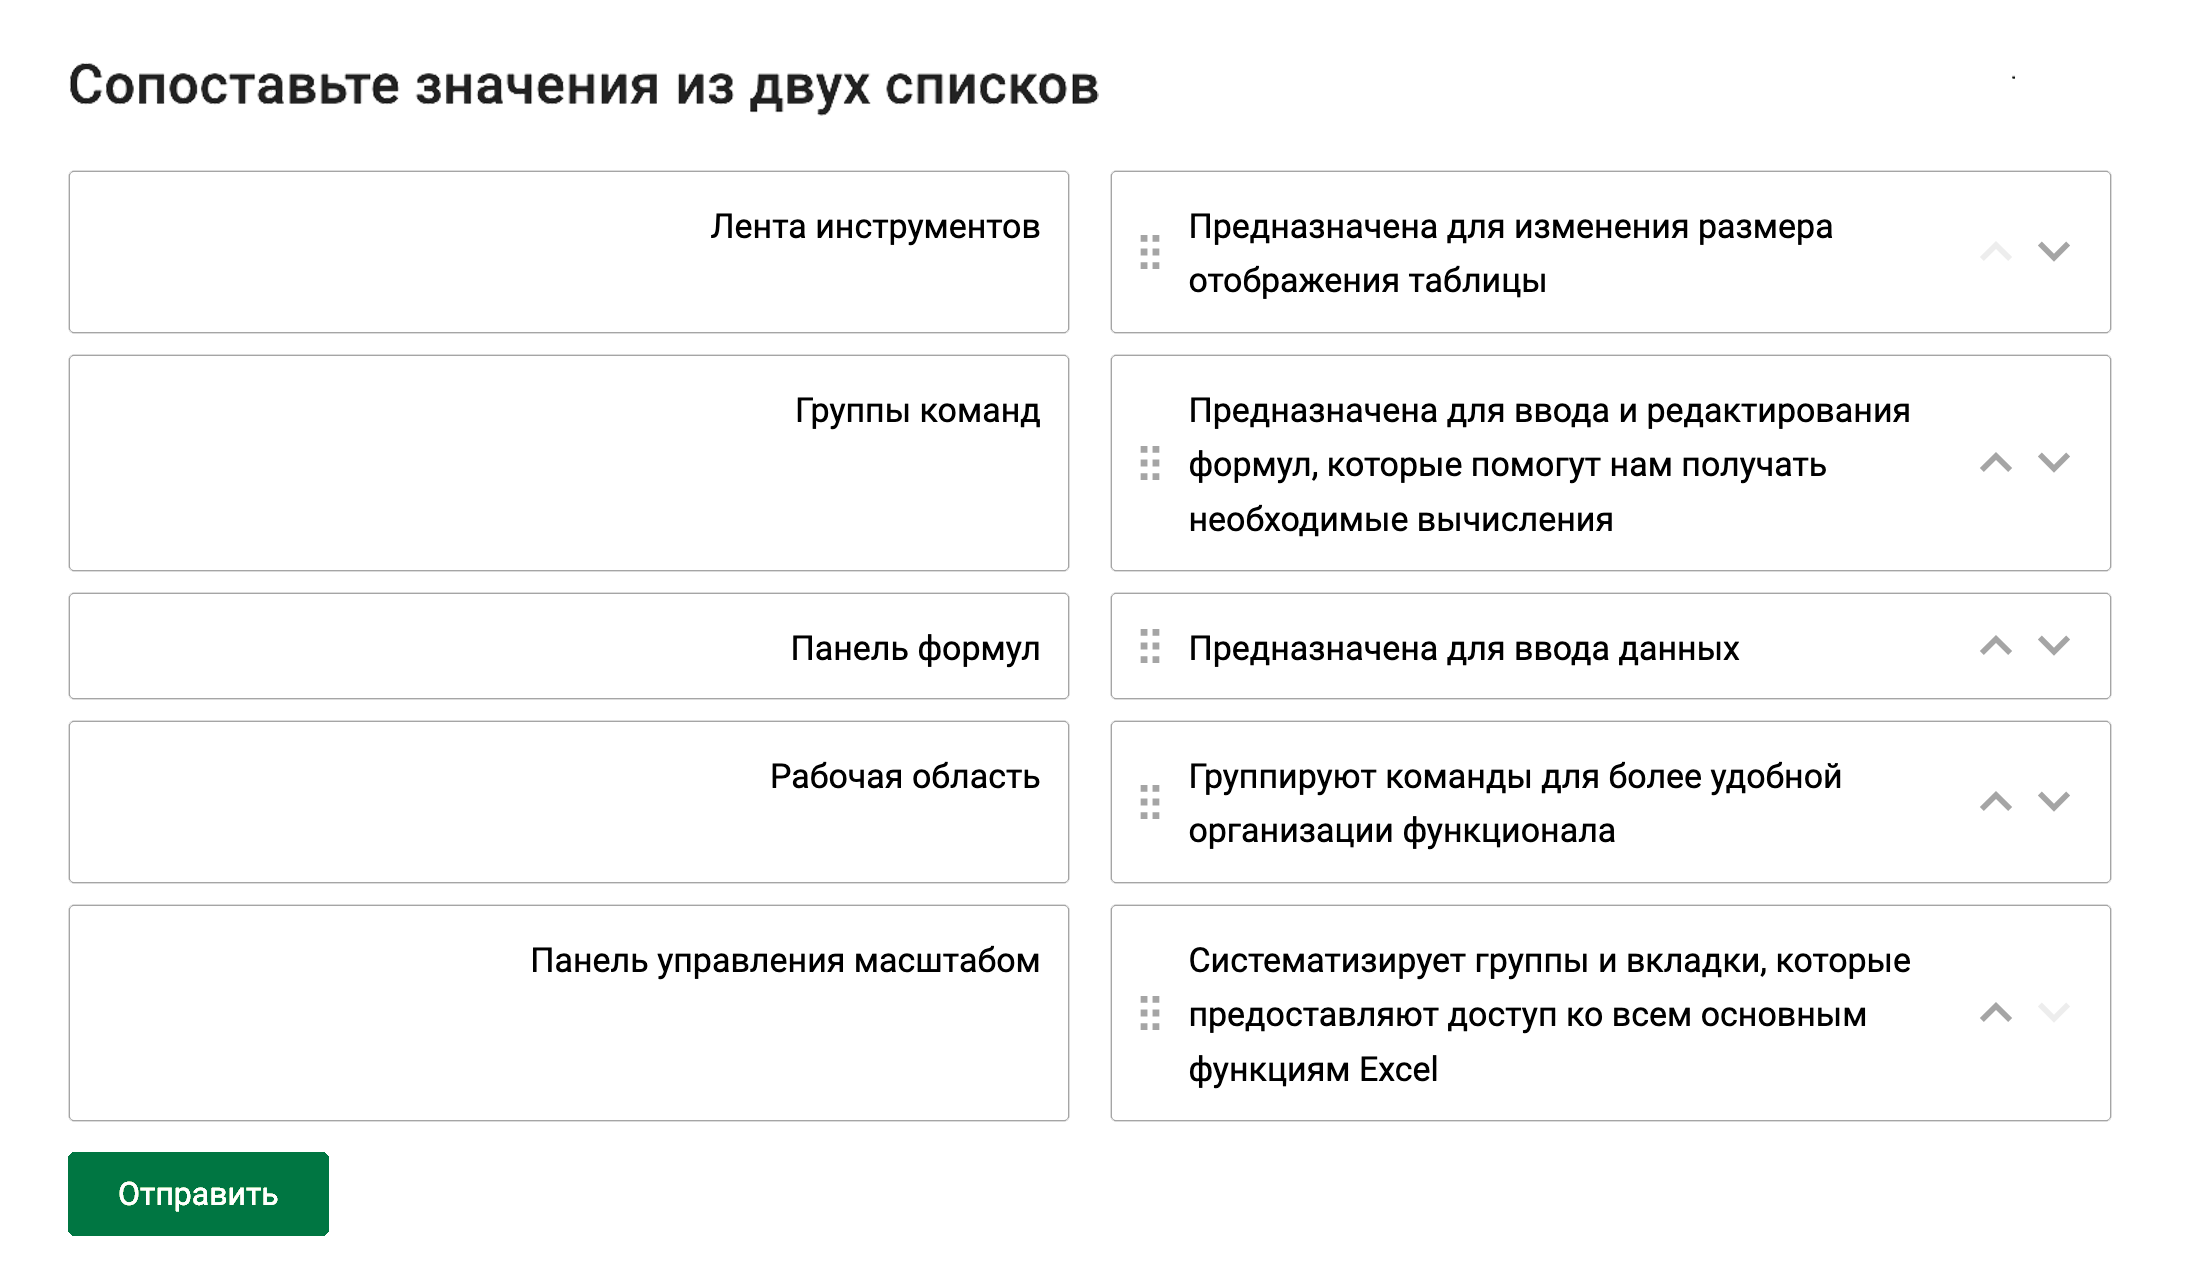 Сопоставьте значения из двух списков
Лента инструментов
Предназначена для изменения размера
отображения таблицы
Группы команд
Предназначена для ввода и редактирования
формул, которые помогут нам получать
необходимые вычисления
Панель формул
Предназначена для ввода данных
Рабочая область
Группируют команды для более удобной
организации функционала
Панель управления масштабом
Систематизирует группы и вкладки, которые
предоставляют доступ ко всем основным
функциям Excel
Отправить